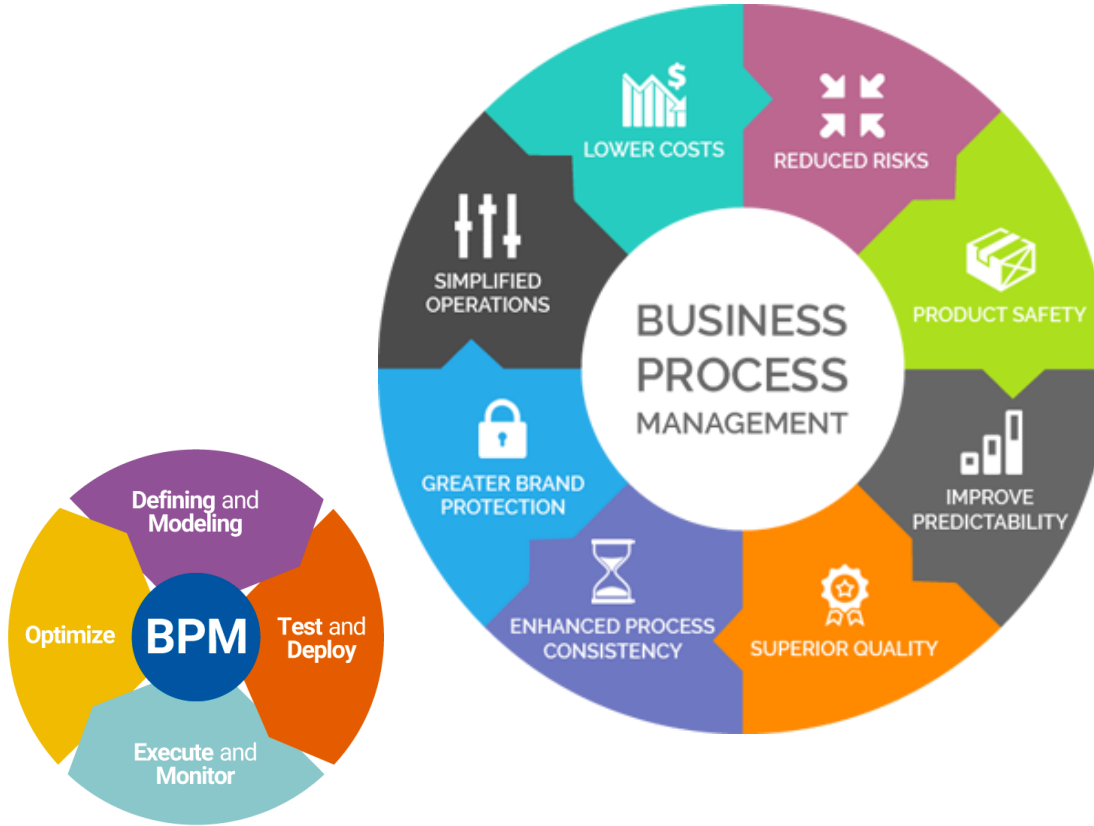 $
LOWER COSTS
REDUCED RISKS
PRODUCT SAFETY
IMPROVE
PREDICTABILITY
SUPERIOR QUALITY
ENHANCED PROCESS
CONSISTENCY
GREATER BRAND
PROTECTION
SIMPLIFIED
OPERATIONS
BUSINESS
PROCESS
MANAGEMENT
Defining and
Modeling
Test and
Deploy
Execute and
Monitor
Optimize
BPM